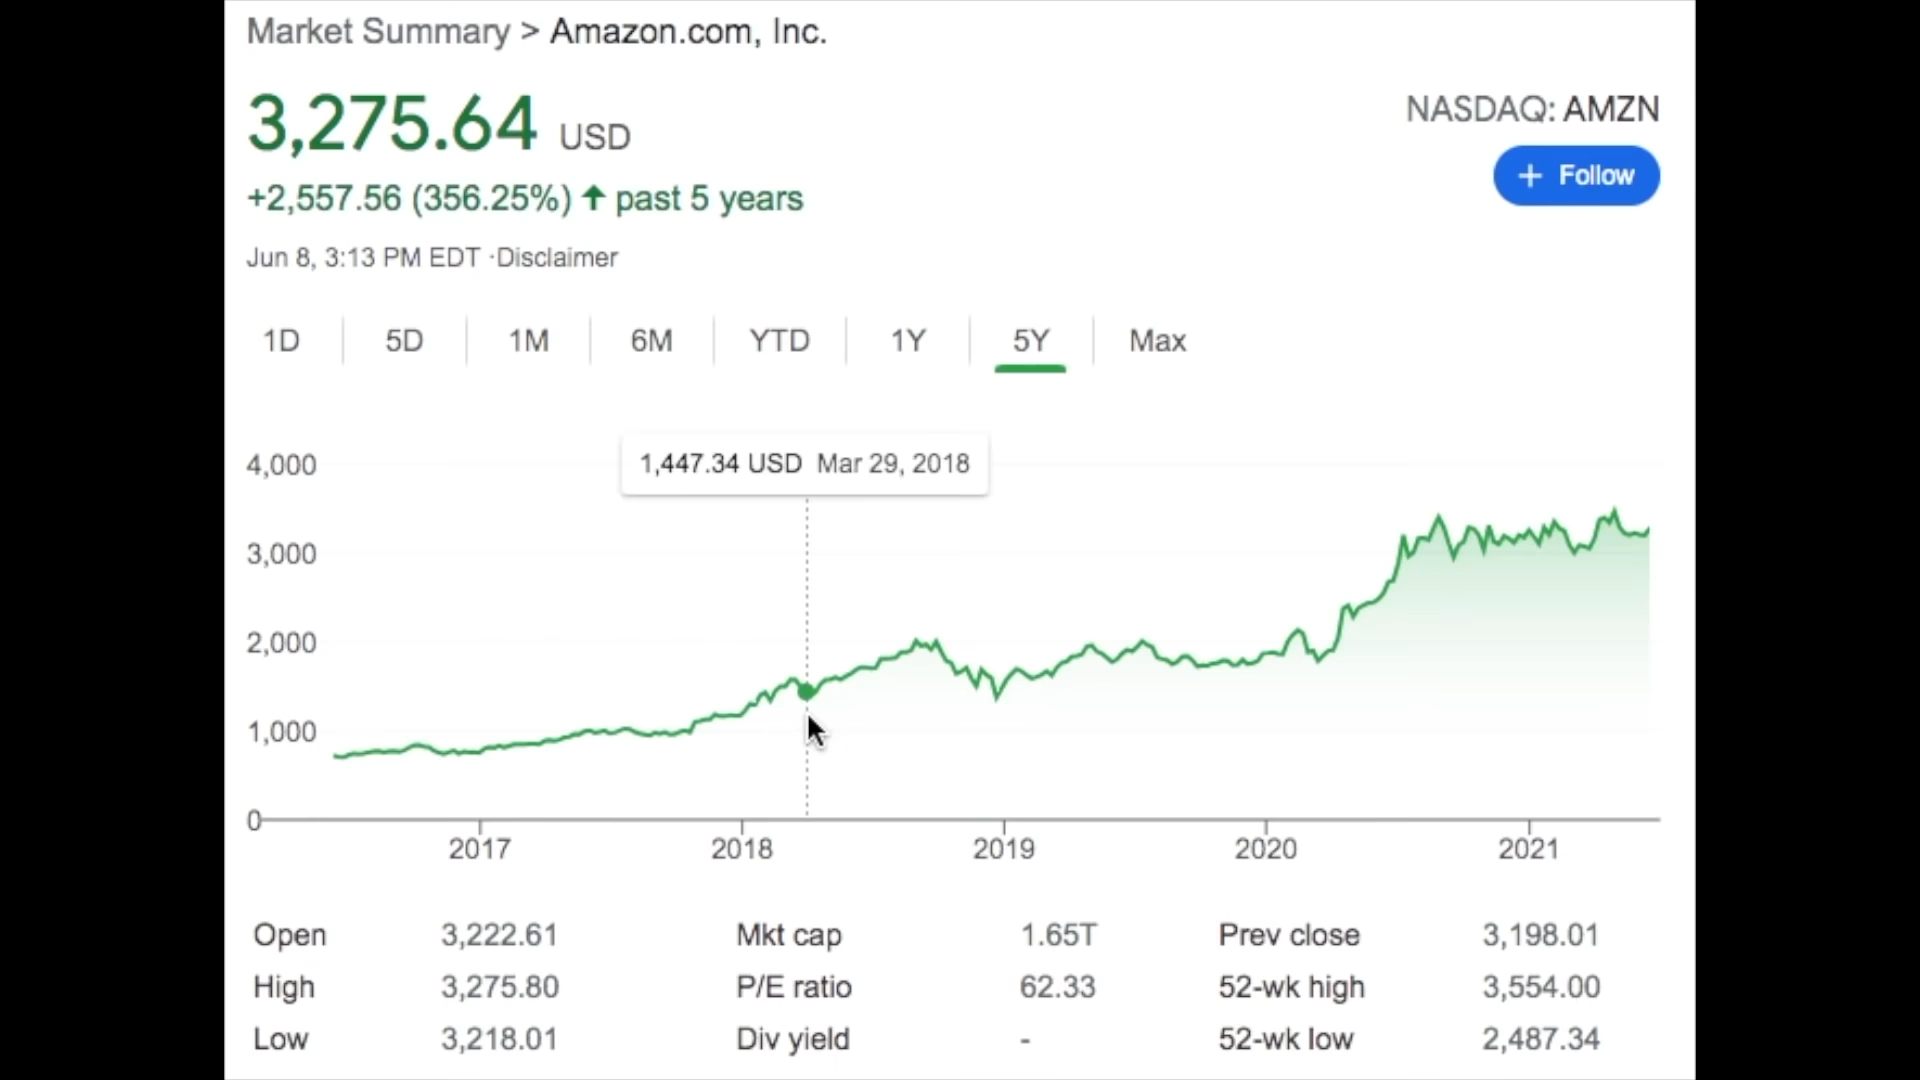 Market Summary > Amazon.com, Inc.
3,275.64 USD
NASDAQ: AMZN
+ Follow
+2,557.56 (356.25%) ↑ past 5 years
Jun 8, 3:13 PM EDT ·Disclaimer
1D 5D 1M 6M YTD 1Y 5Y Max
1,447.34 USD Mar 29, 2018
4,000
3,000
2,000
1,000
0
2017 2018 2019 2020 2021
Open 3,222.61 Mkt cap 1.65T Prev close 3,198.01
High 3,275.80 P/E ratio 62.33 52-wk high 3,554.00
Low 3,218.01 Div yield - 52-wk low 2,487.34